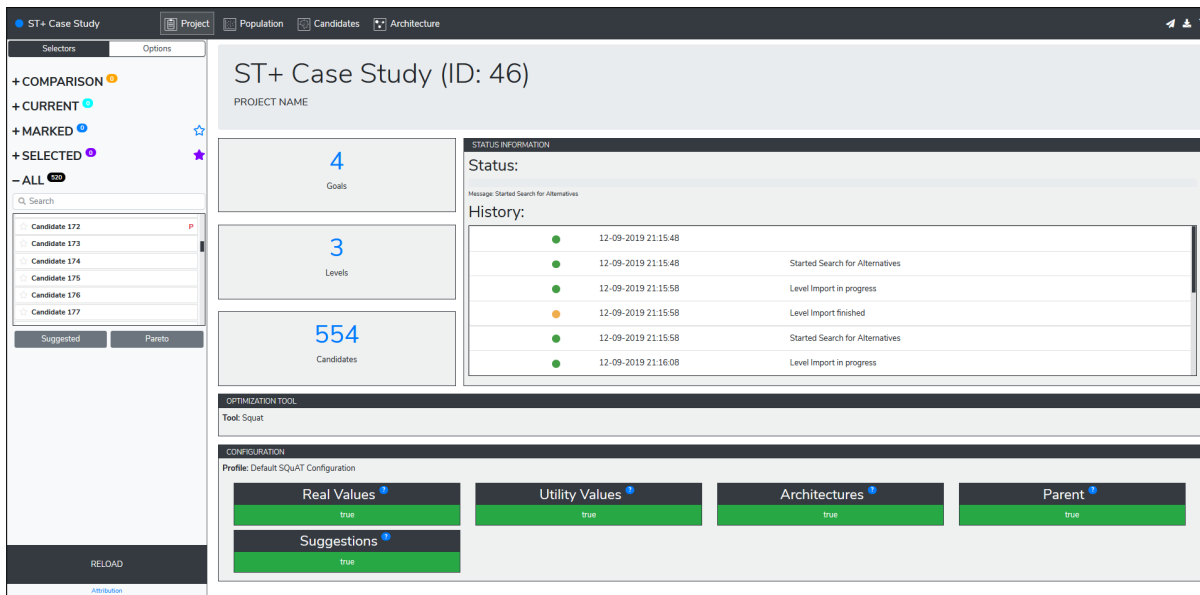 ST+ Case Study Project Population Candidates Architecture
Selectors Options
+ COMPARISON 0
+ CURRENT 0
+ MARKED 0
+ SELECTED 0
– ALL 520
Search
Candidate 172 P
Candidate 173
Candidate 174
Candidate 175
Candidate 176
Candidate 177
Suggested Pareto
RELOAD
Attribution
ST+ Case Study (ID: 46)
PROJECT NAME
4
Goals
3
Levels
554
Candidates
STATUS INFORMATION
Status:
Message: Started Search for Alternatives
History:
12-09-2019 21:15:48
12-09-2019 21:15:48 Started Search for Alternatives
12-09-2019 21:15:58 Level Import in progress
12-09-2019 21:15:58 Level Import finished
12-09-2019 21:15:58 Started Search for Alternatives
12-09-2019 21:16:08 Level Import in progress
OPTIMIZATION TOOL
Tool: Squat
CONFIGURATION
Profile: Default SQuAT Configuration
Real Values ? Utility Values ? Architectures ? Parent ?
true true true true
Suggestions ?
true